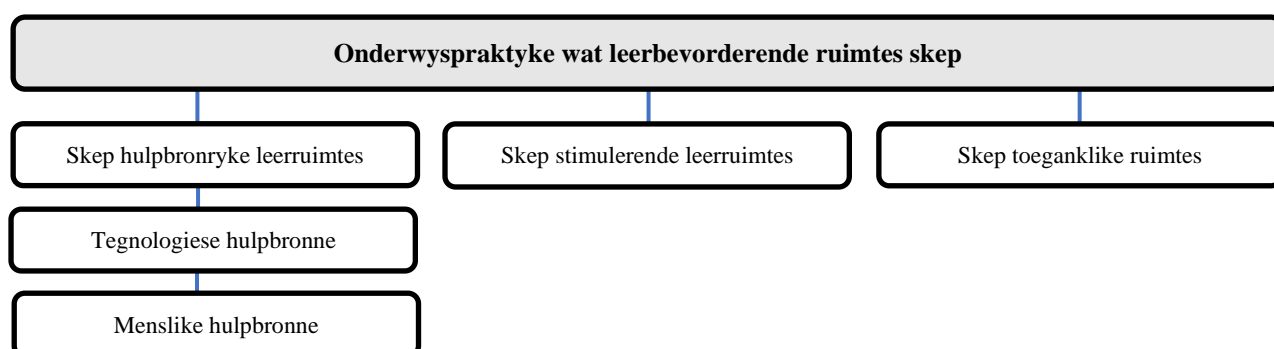 Onderwyspraktyke wat leerbevorderende ruimtes skep
Skep hulpbronryke leerruimtes
Skep stimulerende leerruimtes
Skep toeganklike ruimtes
Tegnologiese hulpbronne
Menslike hulpbronne